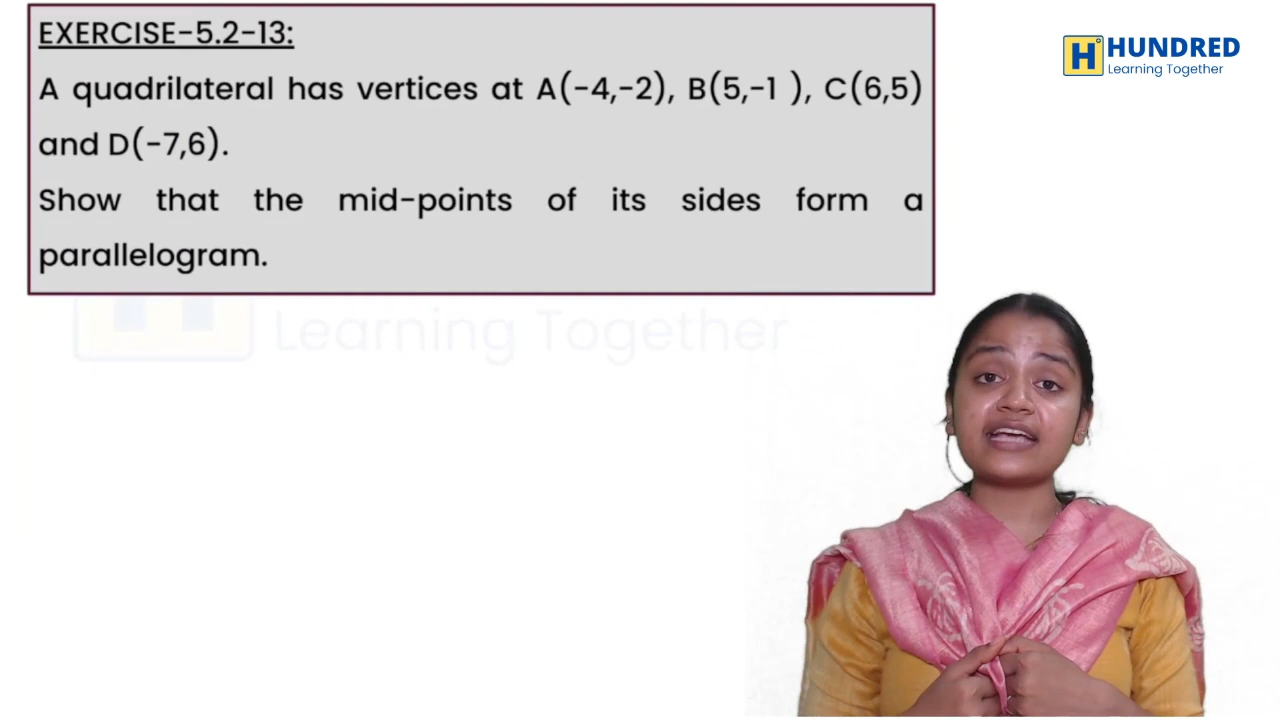 EXERCISE-5.2-13:
A quadrilateral has vertices at A(-4,-2), B(5,-1 ), C(6,5)
and D(-7,6).
Show that the mid-points of its sides form a
parallelogram.
H° HUNDRED
Learning Together
Learning Together